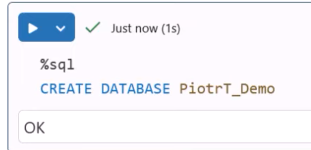 Just now (1s)
%sql
CREATE DATABASE PiotrT_Demo
OK